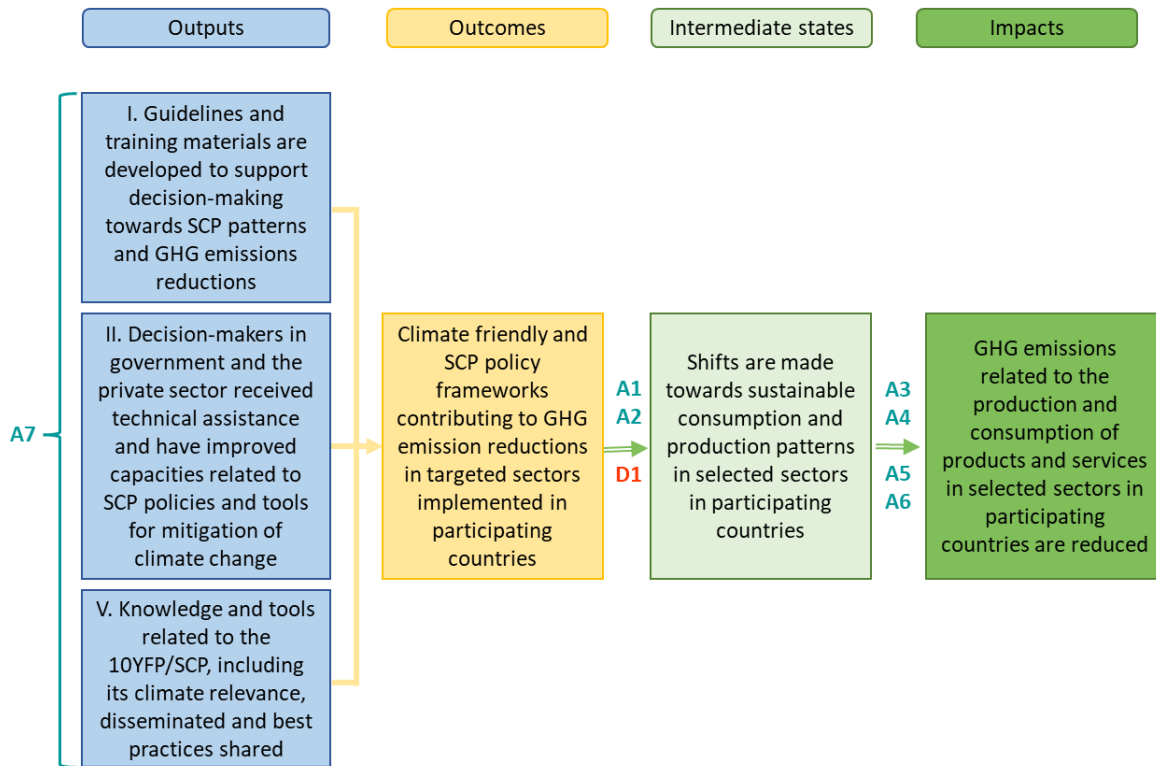 Outputs
Outcomes
Intermediate states
Impacts
I. Guidelines and
training materials are
developed to support
decision-making
towards SCP patterns
and GHG emissions
reductions
II. Decision-makers in
government and the
private sector received
technical assistance
and have improved
capacities related to
SCP policies and tools
for mitigation of
climate change
V. Knowledge and tools
related to the
10YFP/SCP, including
its climate relevance,
disseminated and best
practices shared
A7
Climate friendly and
SCP policy
frameworks
contributing to GHG
emission reductions
in targeted sectors
implemented in
participating
countries
A1
A2
D1
Shifts are made
towards sustainable
consumption and
production patterns
in selected sectors
in participating
countries
A3
A4
A5
A6
GHG emissions
related to the
production and
consumption of
products and services
in selected sectors in
participating
countries are reduced